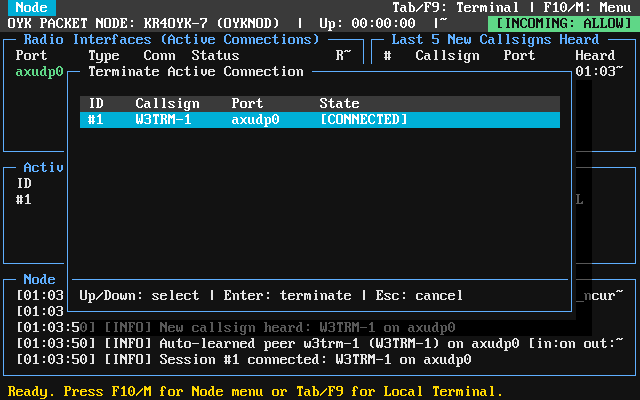 Node Tab/F9: Terminal | F10/M: Menu
OYK PACKET NODE: KR4OYK-7 (OYKNOD) | Up: 00:00:00 |~ [INCOMING: ALLOW]
Radio Interfaces (Active Connections) Last 5 New Callsigns Heard
Port Type Conn Status R~ # Callsign Port Heard
axudp0 01:03~
Terminate Active Connection
ID Callsign Port State
#1 W3TRM-1 axudp0 [CONNECTED]
Activ
ID
#1 L
Up/Down: select | Enter: terminate | Esc: cancel
Node
[01:03 _ncur~
[01:03
[01:03:50] [INFO] New callsign heard: W3TRM-1 on axudp0
[01:03:50] [INFO] Auto-learned peer w3trm-1 (W3TRM-1) on axudp0 [in:on out:~
[01:03:50] [INFO] Session #1 connected: W3TRM-1 on axudp0
Ready. Press F10/M for Node menu or Tab/F9 for Local Terminal.